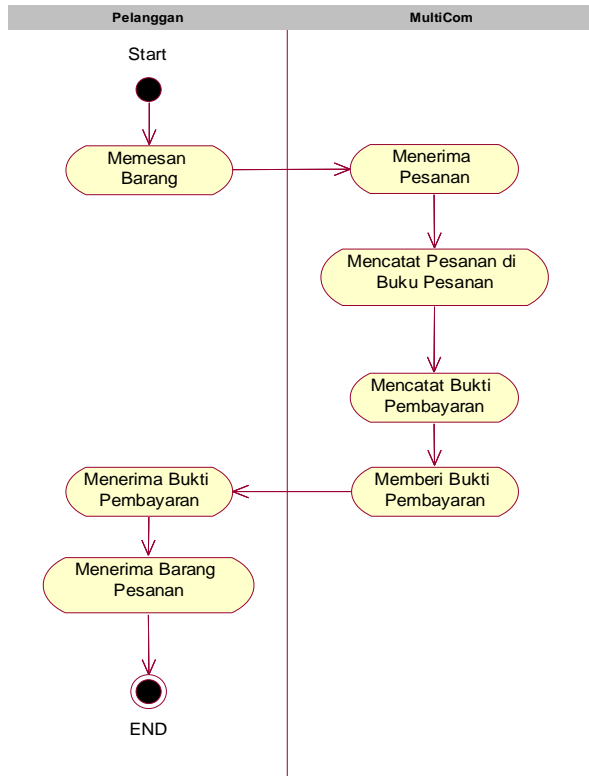 Pelanggan
MultiCom
Start
Memesan
Barang
Menerima
Pesanan
Mencatat Pesanan di
Buku Pesanan
Mencatat Bukti
Pembayaran
Memberi Bukti
Pembayaran
Menerima Bukti
Pembayaran
Menerima Barang
Pesanan
END